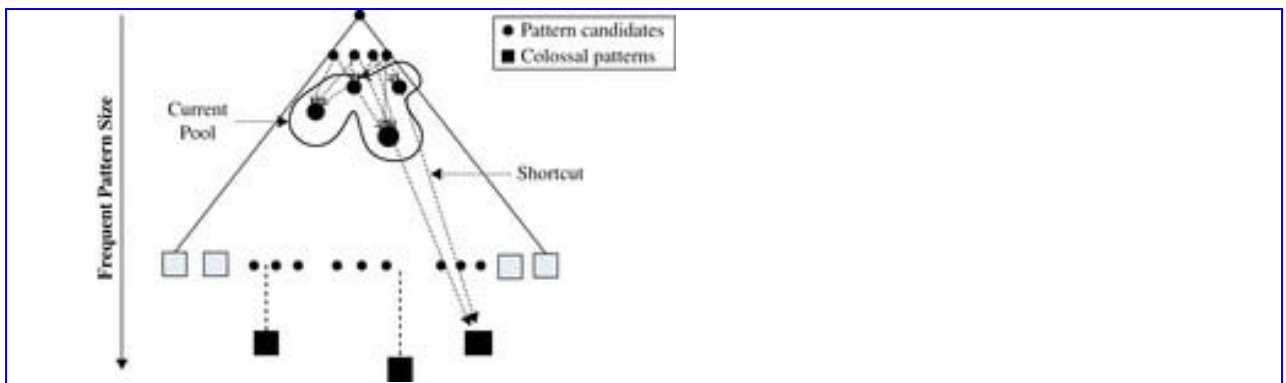 Pattern candidates
Colossal patterns
Current
Pool
Shortcut
Frequent Pattern Size